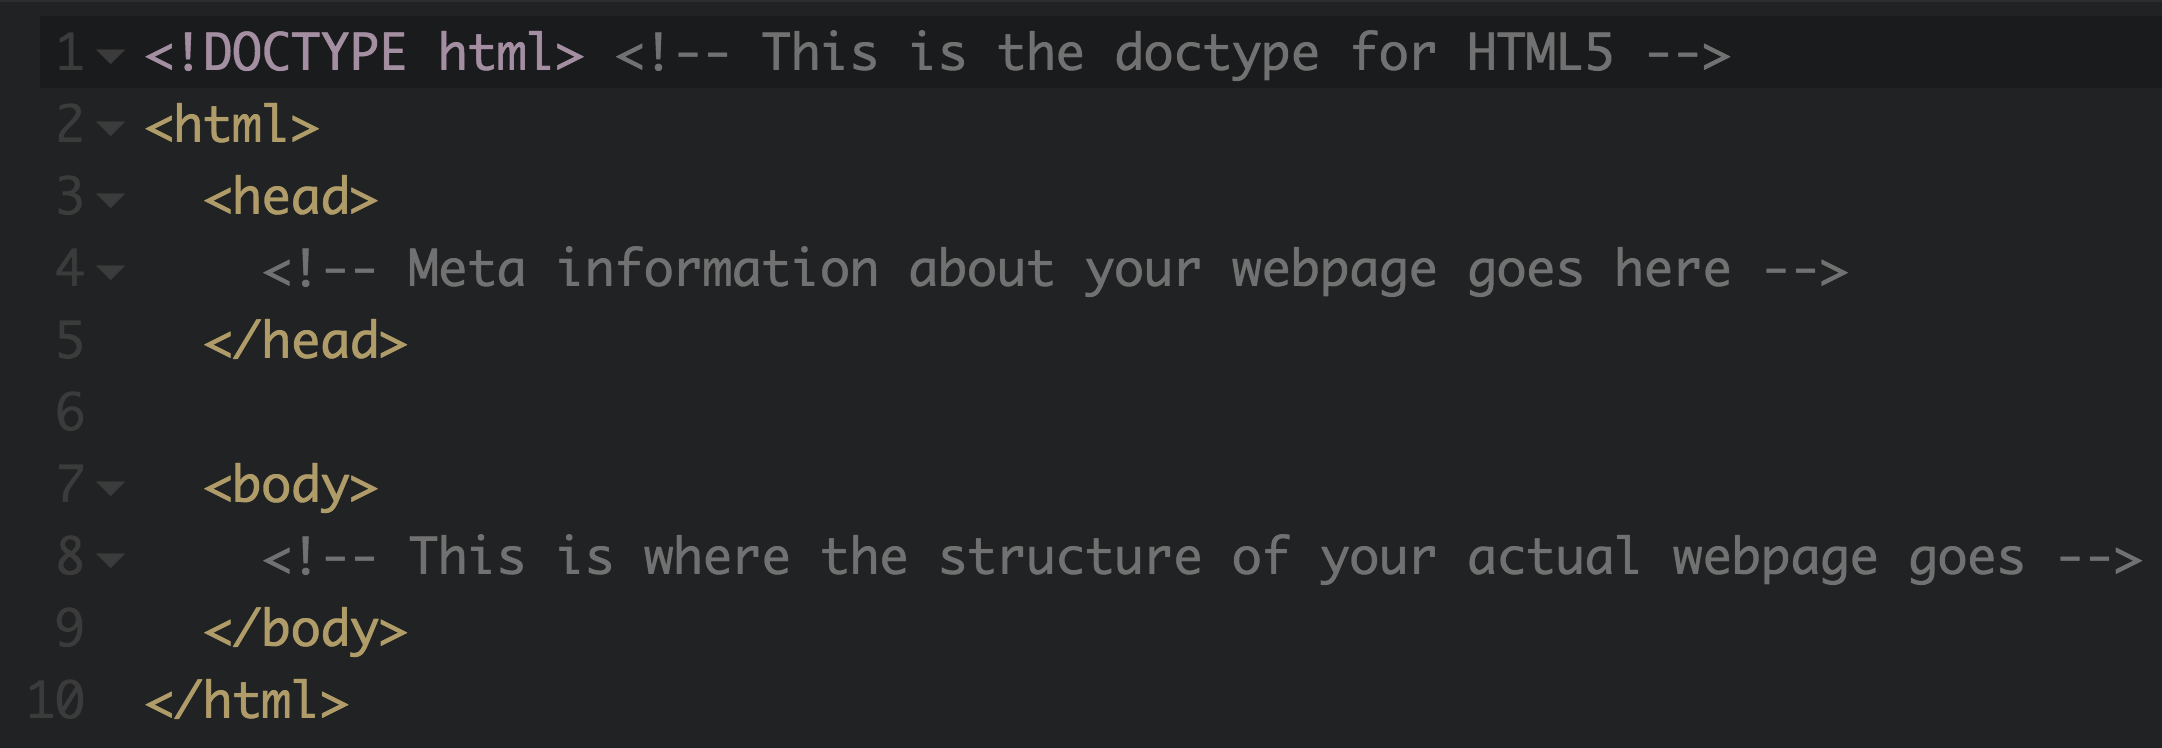 1 <!DOCTYPE html> <!-- This is the doctype for HTML5 -->
2 <html>
3   <head>
4     <!-- Meta information about your webpage goes here -->
5   </head>
6
7   <body>
8     <!-- This is where the structure of your actual webpage goes -->
9   </body>
10 </html>